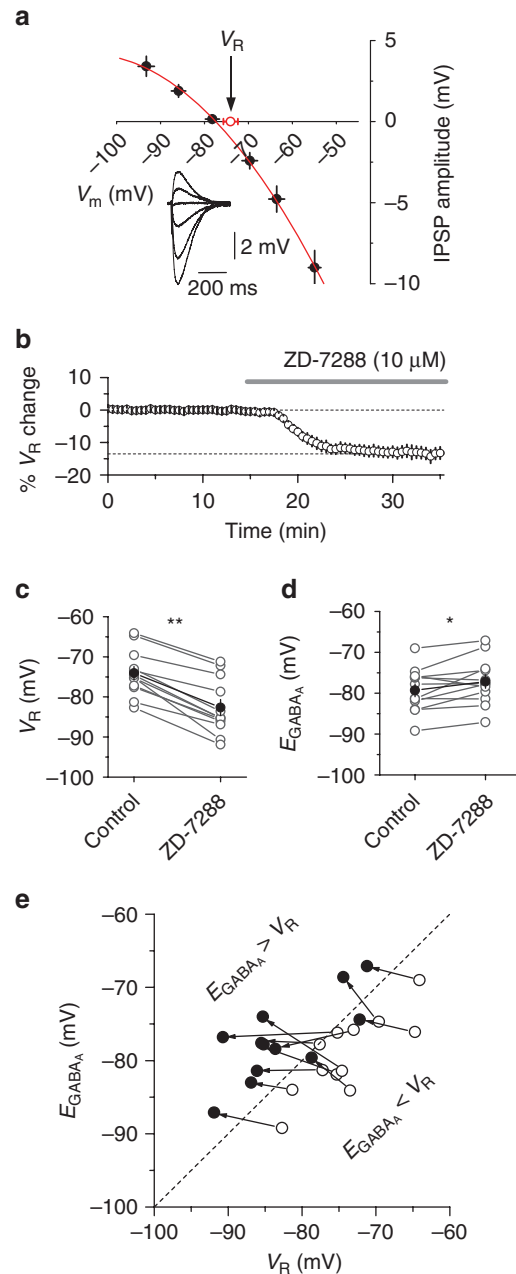 a
V_R
0
−5
−10
5
IPSP amplitude (mV)
−100
−90
−80
−70
−60
−50
V_m (mV)
2 mV
200 ms
b
ZD-7288 (10 μM)
10
0
−10
−20
% V_R change
0
10
20
30
Time (min)
c
**
−60
−70
−80
−90
−100
V_R (mV)
Control
ZD-7288
d
*
−60
−70
−80
−90
−100
E_GABA_A (mV)
Control
ZD-7288
e
−60
−70
−80
−90
−100
E_GABA_A (mV)
E_GABA_A > V_R
E_GABA_A < V_R
−100
−90
−80
−70
−60
V_R (mV)